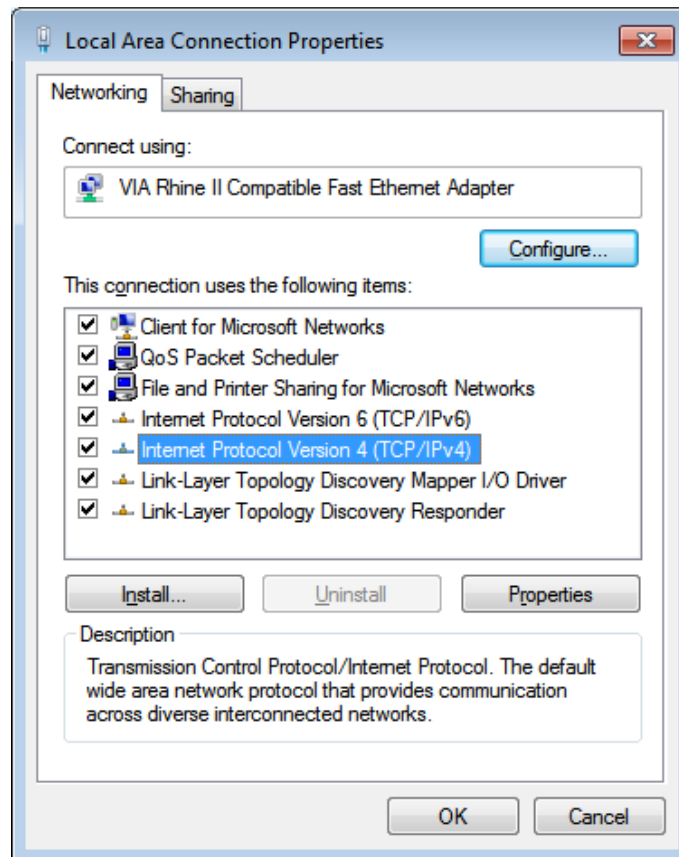 Local Area Connection Properties
Networking
Sharing
Connect using:
VIA Rhine II Compatible Fast Ethernet Adapter
Configure...
This connection uses the following items:
Client for Microsoft Networks
QoS Packet Scheduler
File and Printer Sharing for Microsoft Networks
Internet Protocol Version 6 (TCP/IPv6)
Internet Protocol Version 4 (TCP/IPv4)
Link-Layer Topology Discovery Mapper I/O Driver
Link-Layer Topology Discovery Responder
Install...
Uninstall
Properties
Description
Transmission Control Protocol/Internet Protocol. The default
wide area network protocol that provides communication
across diverse interconnected networks.
OK
Cancel